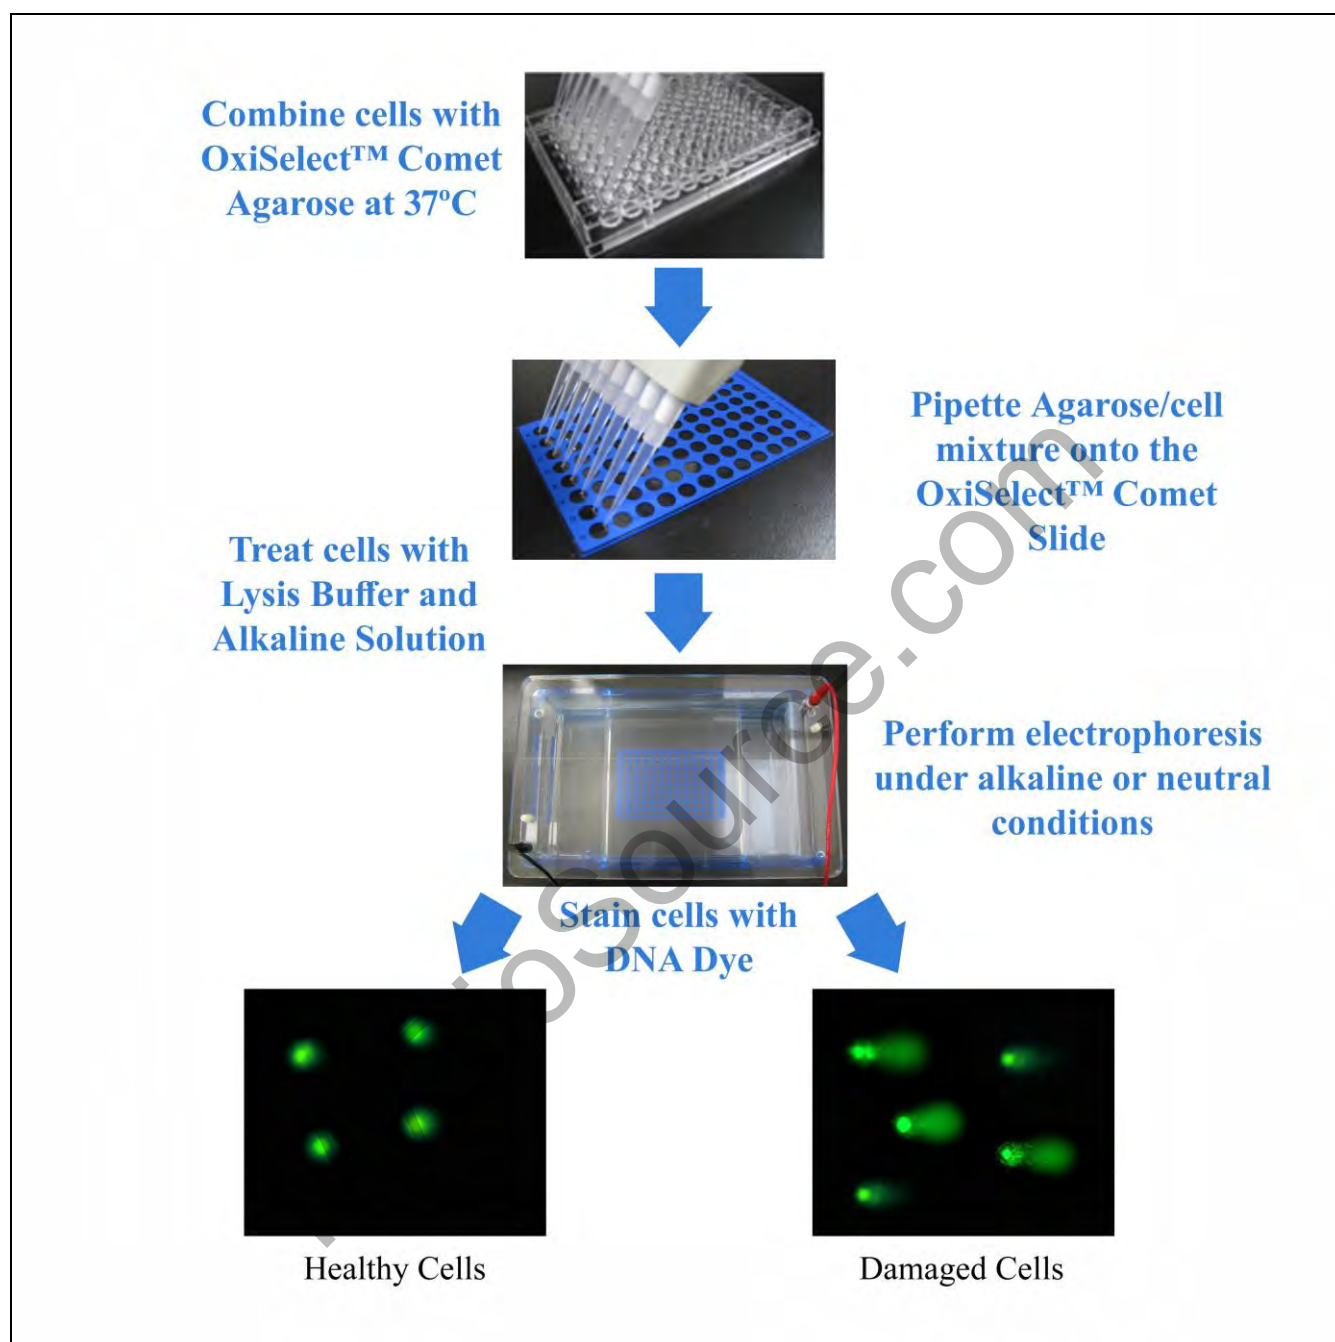 Combine cells with
OxiSelect™ Comet
Agarose at 37ºC
Pipette Agarose/cell
mixture onto the
OxiSelect™ Comet
Slide
Treat cells with
Lysis Buffer and
Alkaline Solution
Perform electrophoresis
under alkaline or neutral
conditions
Stain cells with
DNA Dye
Healthy Cells
Damaged Cells